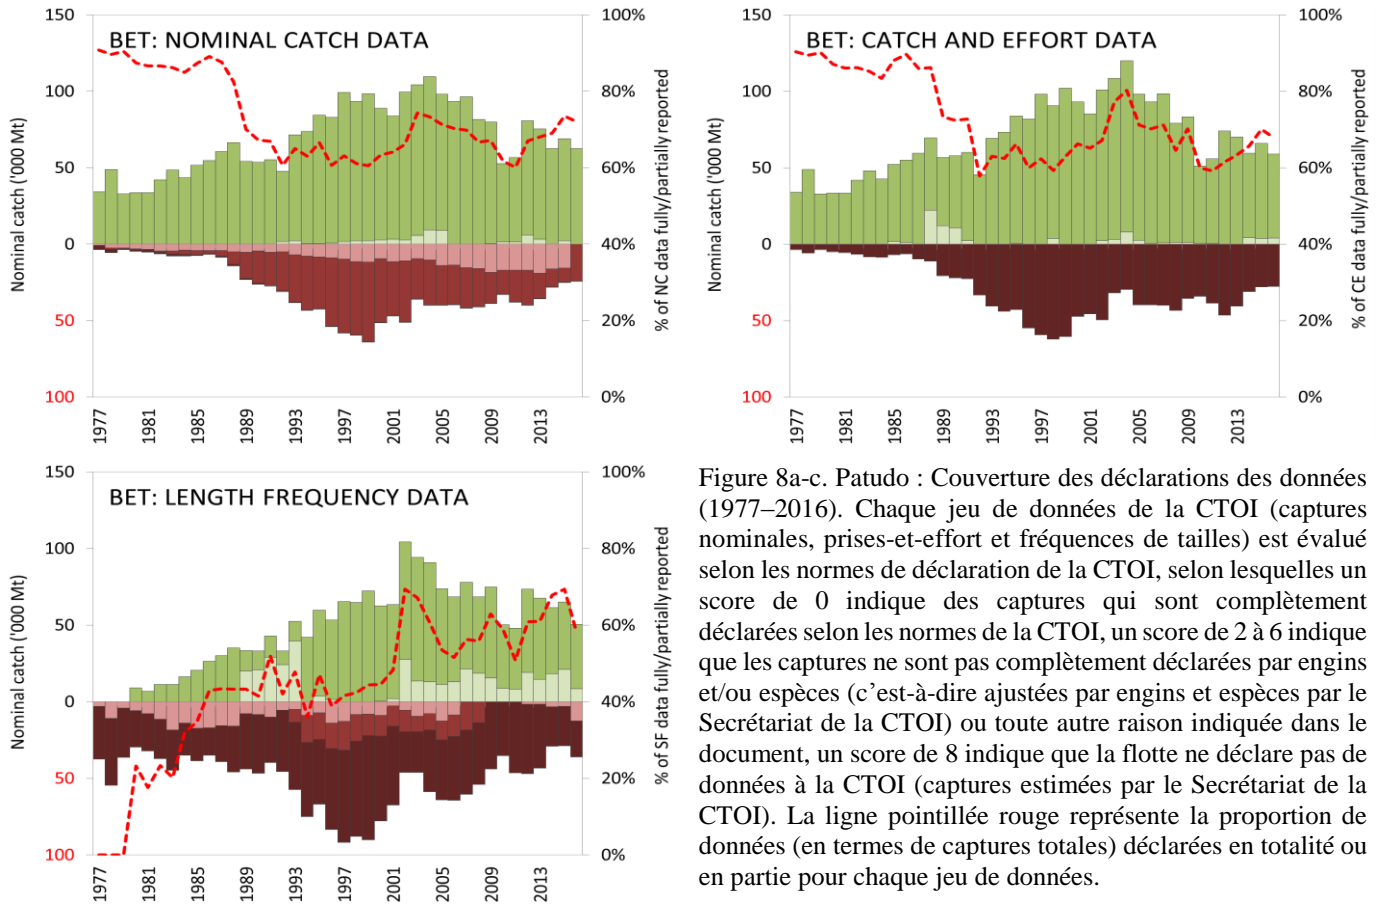 BET: NOMINAL CATCH DATA
150
100
50
0
50
100
Nominal catch ('000 Mt)
100%
80%
60%
40%
20%
0%
% of NC data fully/partially reported
1977
1981
1985
1989
1993
1997
2001
2005
2009
2013
BET: CATCH AND EFFORT DATA
150
100
50
0
50
100
Nominal catch ('000 Mt)
100%
80%
60%
40%
20%
0%
% of CE data fully/partially reported
1977
1981
1985
1989
1993
1997
2001
2005
2009
2013
BET: LENGTH FREQUENCY DATA
150
100
50
0
50
100
Nominal catch ('000 Mt)
100%
80%
60%
40%
20%
0%
% of SF data fully/partially reported
1977
1981
1985
1989
1993
1997
2001
2005
2009
2013
Figure 8a-c. Patudo : Couverture des déclarations des données
(1977–2016). Chaque jeu de données de la CTOI (captures
nominales, prises-et-effort et fréquences de tailles) est évalué
selon les normes de déclaration de la CTOI, selon lesquelles un
score de 0 indique des captures qui sont complètement
déclarées selon les normes de la CTOI, un score de 2 à 6 indique
que les captures ne sont pas complètement déclarées par engins
et/ou espèces (c’est-à-dire ajustées par engins et espèces par le
Secrétariat de la CTOI) ou toute autre raison indiquée dans le
document, un score de 8 indique que la flotte ne déclare pas de
données à la CTOI (captures estimées par le Secrétariat de la
CTOI). La ligne pointillée rouge représente la proportion de
données (en termes de captures totales) déclarées en totalité ou
en partie pour chaque jeu de données.